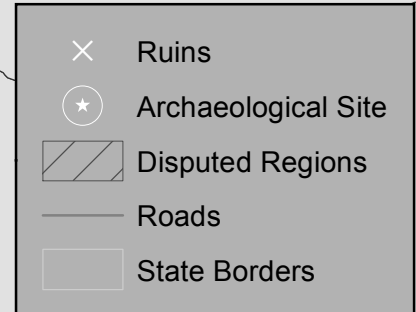 Ruins
Archaeological Site
Disputed Regions
Roads
State Borders